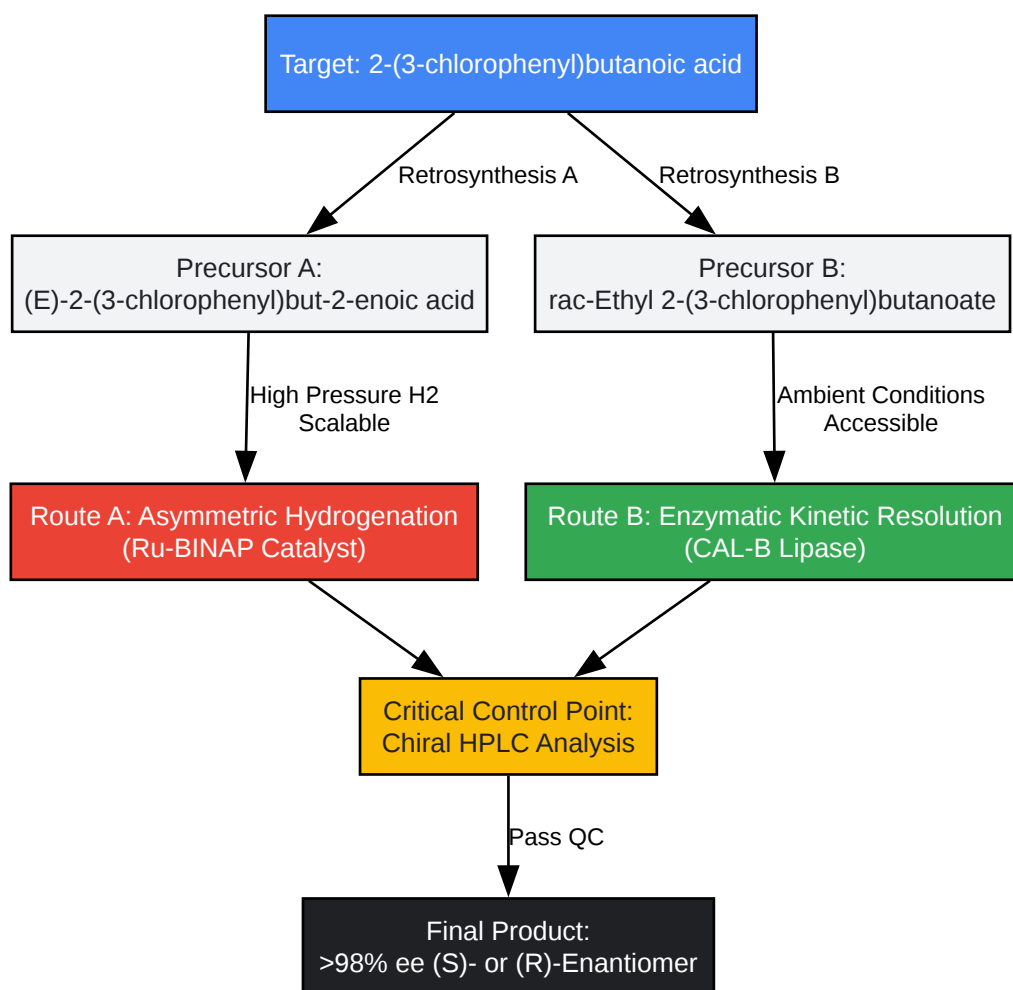 Target: 2-(3-chlorophenyl)butanoic acid
Retrosynthesis A
Retrosynthesis B
Precursor A:
(E)-2-(3-chlorophenyl)but-2-enoic acid
Precursor B:
rac-Ethyl 2-(3-chlorophenyl)butanoate
High Pressure H2
Scalable
Ambient Conditions
Accessible
Route A: Asymmetric Hydrogenation
(Ru-BINAP Catalyst)
Route B: Enzymatic Kinetic Resolution
(CAL-B Lipase)
Critical Control Point:
Chiral HPLC Analysis
Pass QC
Final Product:
>98% ee (S)- or (R)-Enantiomer